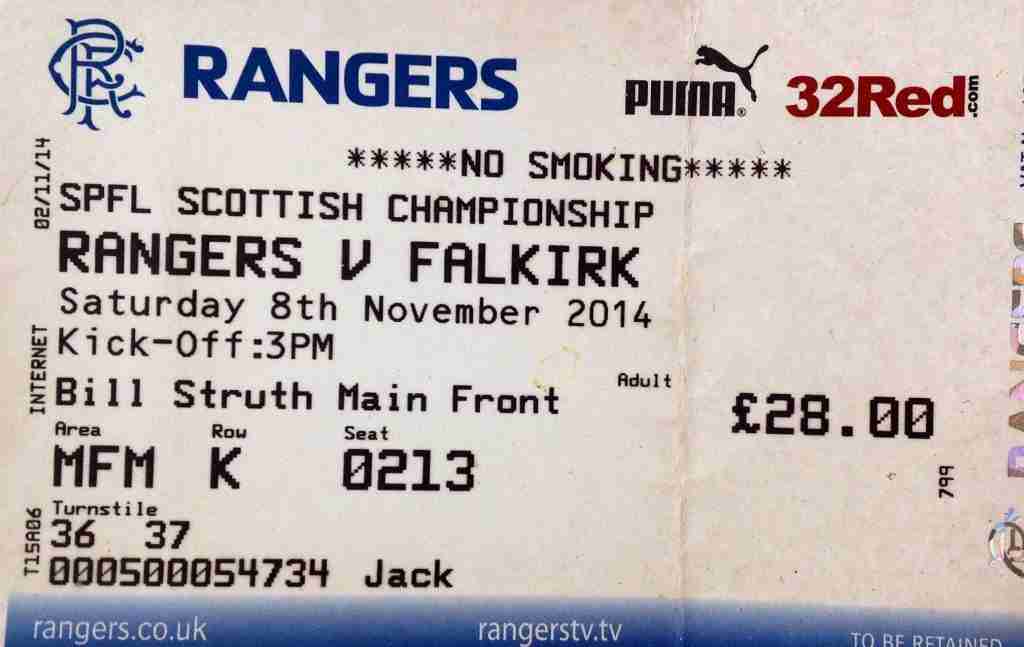 RANGERS
PUMA
32Red.com
*****NO SMOKING*****
02/11/14
SPFL SCOTTISH CHAMPIONSHIP
RANGERS V FALKIRK
Saturday 8th November 2014
Kick-Off:3PM
INTERNET
Bill Struth Main Front
Adult
£28.00
Area Row Seat
MFM K 0213
799
Turnstile
36 37
T15A06
000500054734 Jack
rangers.co.uk rangerstv.tv TO BE RETAINED
RANGERS